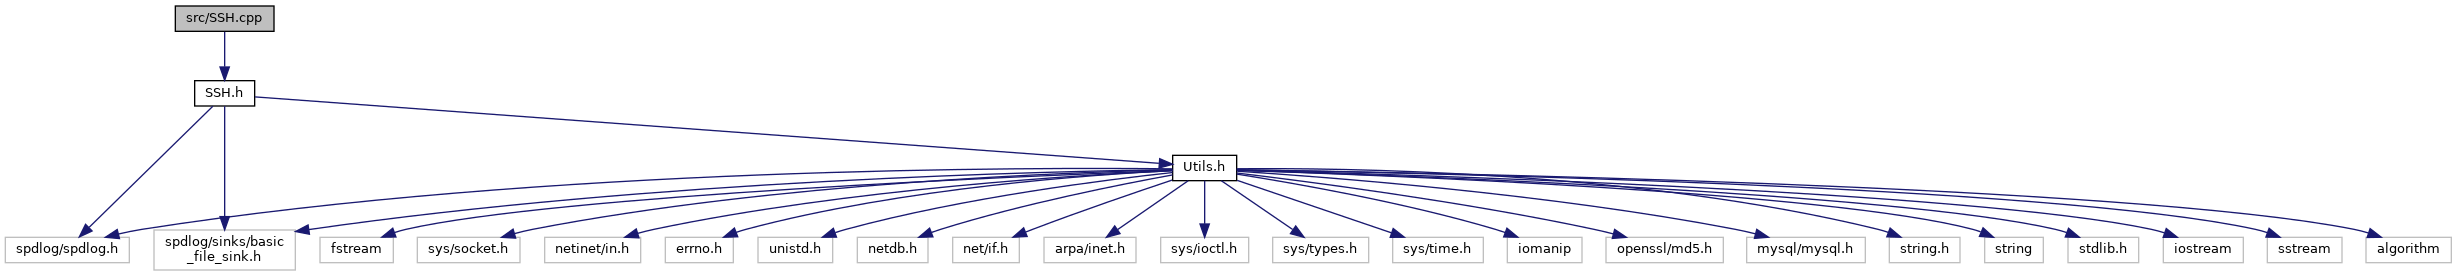 src/SSH.cpp
SSH.h
Utils.h
spdlog/spdlog.h
spdlog/sinks/basic
_file_sink.h
fstream
sys/socket.h
netinet/in.h
errno.h
unistd.h
netdb.h
net/if.h
arpa/inet.h
sys/ioctl.h
sys/types.h
sys/time.h
iomanip
openssl/md5.h
mysql/mysql.h
string.h
string
stdlib.h
iostream
sstream
algorithm